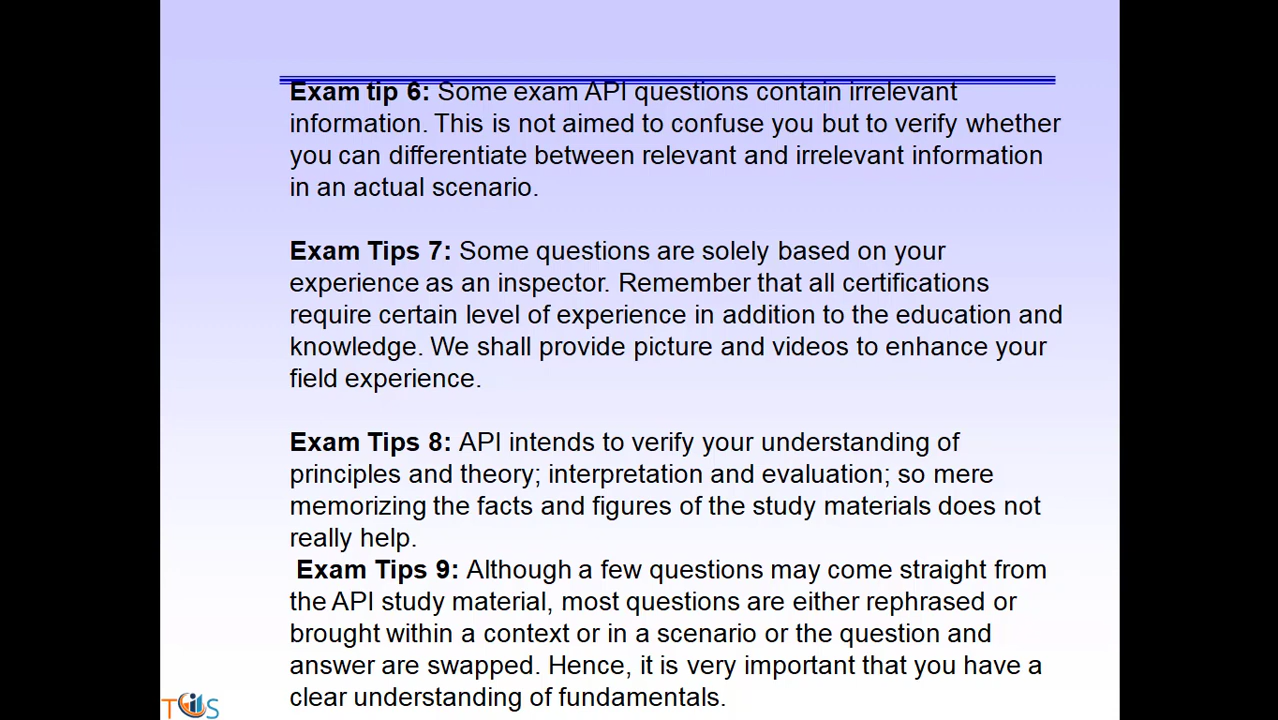 Exam tip 6: Some exam API questions contain irrelevant
information. This is not aimed to confuse you but to verify whether
you can differentiate between relevant and irrelevant information
in an actual scenario.
Exam Tips 7: Some questions are solely based on your
experience as an inspector. Remember that all certifications
require certain level of experience in addition to the education and
knowledge. We shall provide picture and videos to enhance your
field experience.
Exam Tips 8: API intends to verify your understanding of
principles and theory; interpretation and evaluation; so mere
memorizing the facts and figures of the study materials does not
really help.
Exam Tips 9: Although a few questions may come straight from
the API study material, most questions are either rephrased or
brought within a context or in a scenario or the question and
answer are swapped. Hence, it is very important that you have a
clear understanding of fundamentals.